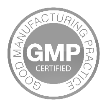 GOOD MANUFACTURING PRACTICE
GMP
CERTIFIED